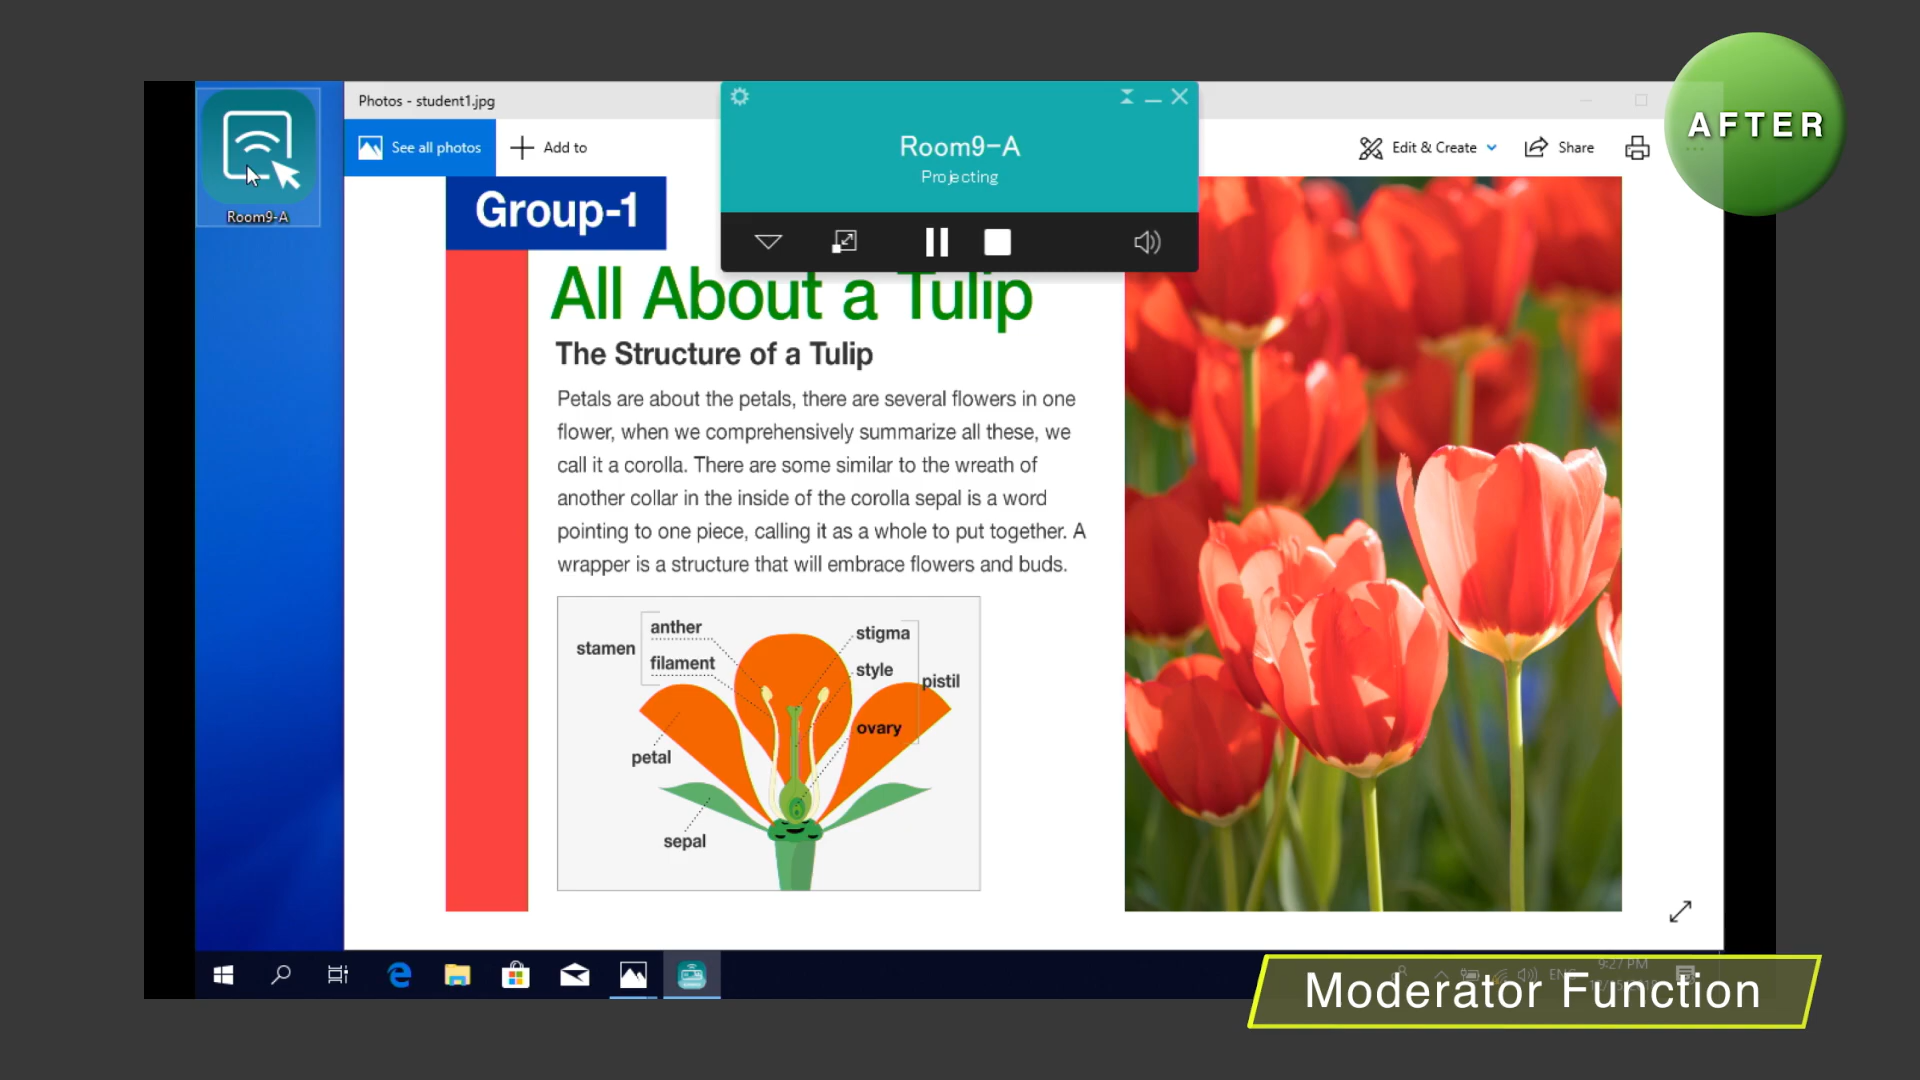 AFTER
Photos - student1.jpg
See all photos
Add to
Room9-A
Projecting
Edit & Create
Share
Room9-A
Group-1
All About a Tulip
The Structure of a Tulip
Petals are about the petals, there are several flowers in one
flower, when we comprehensively summarize all these, we
call it a corolla. There are some similar to the wreath of
another collar in the inside of the corolla sepal is a word
pointing to one piece, calling it as a whole to put together. A
wrapper is a structure that will embrace flowers and buds.
stamen
anther
filament
stigma
style
pistil
ovary
petal
sepal
9:27 PM
Moderator Function